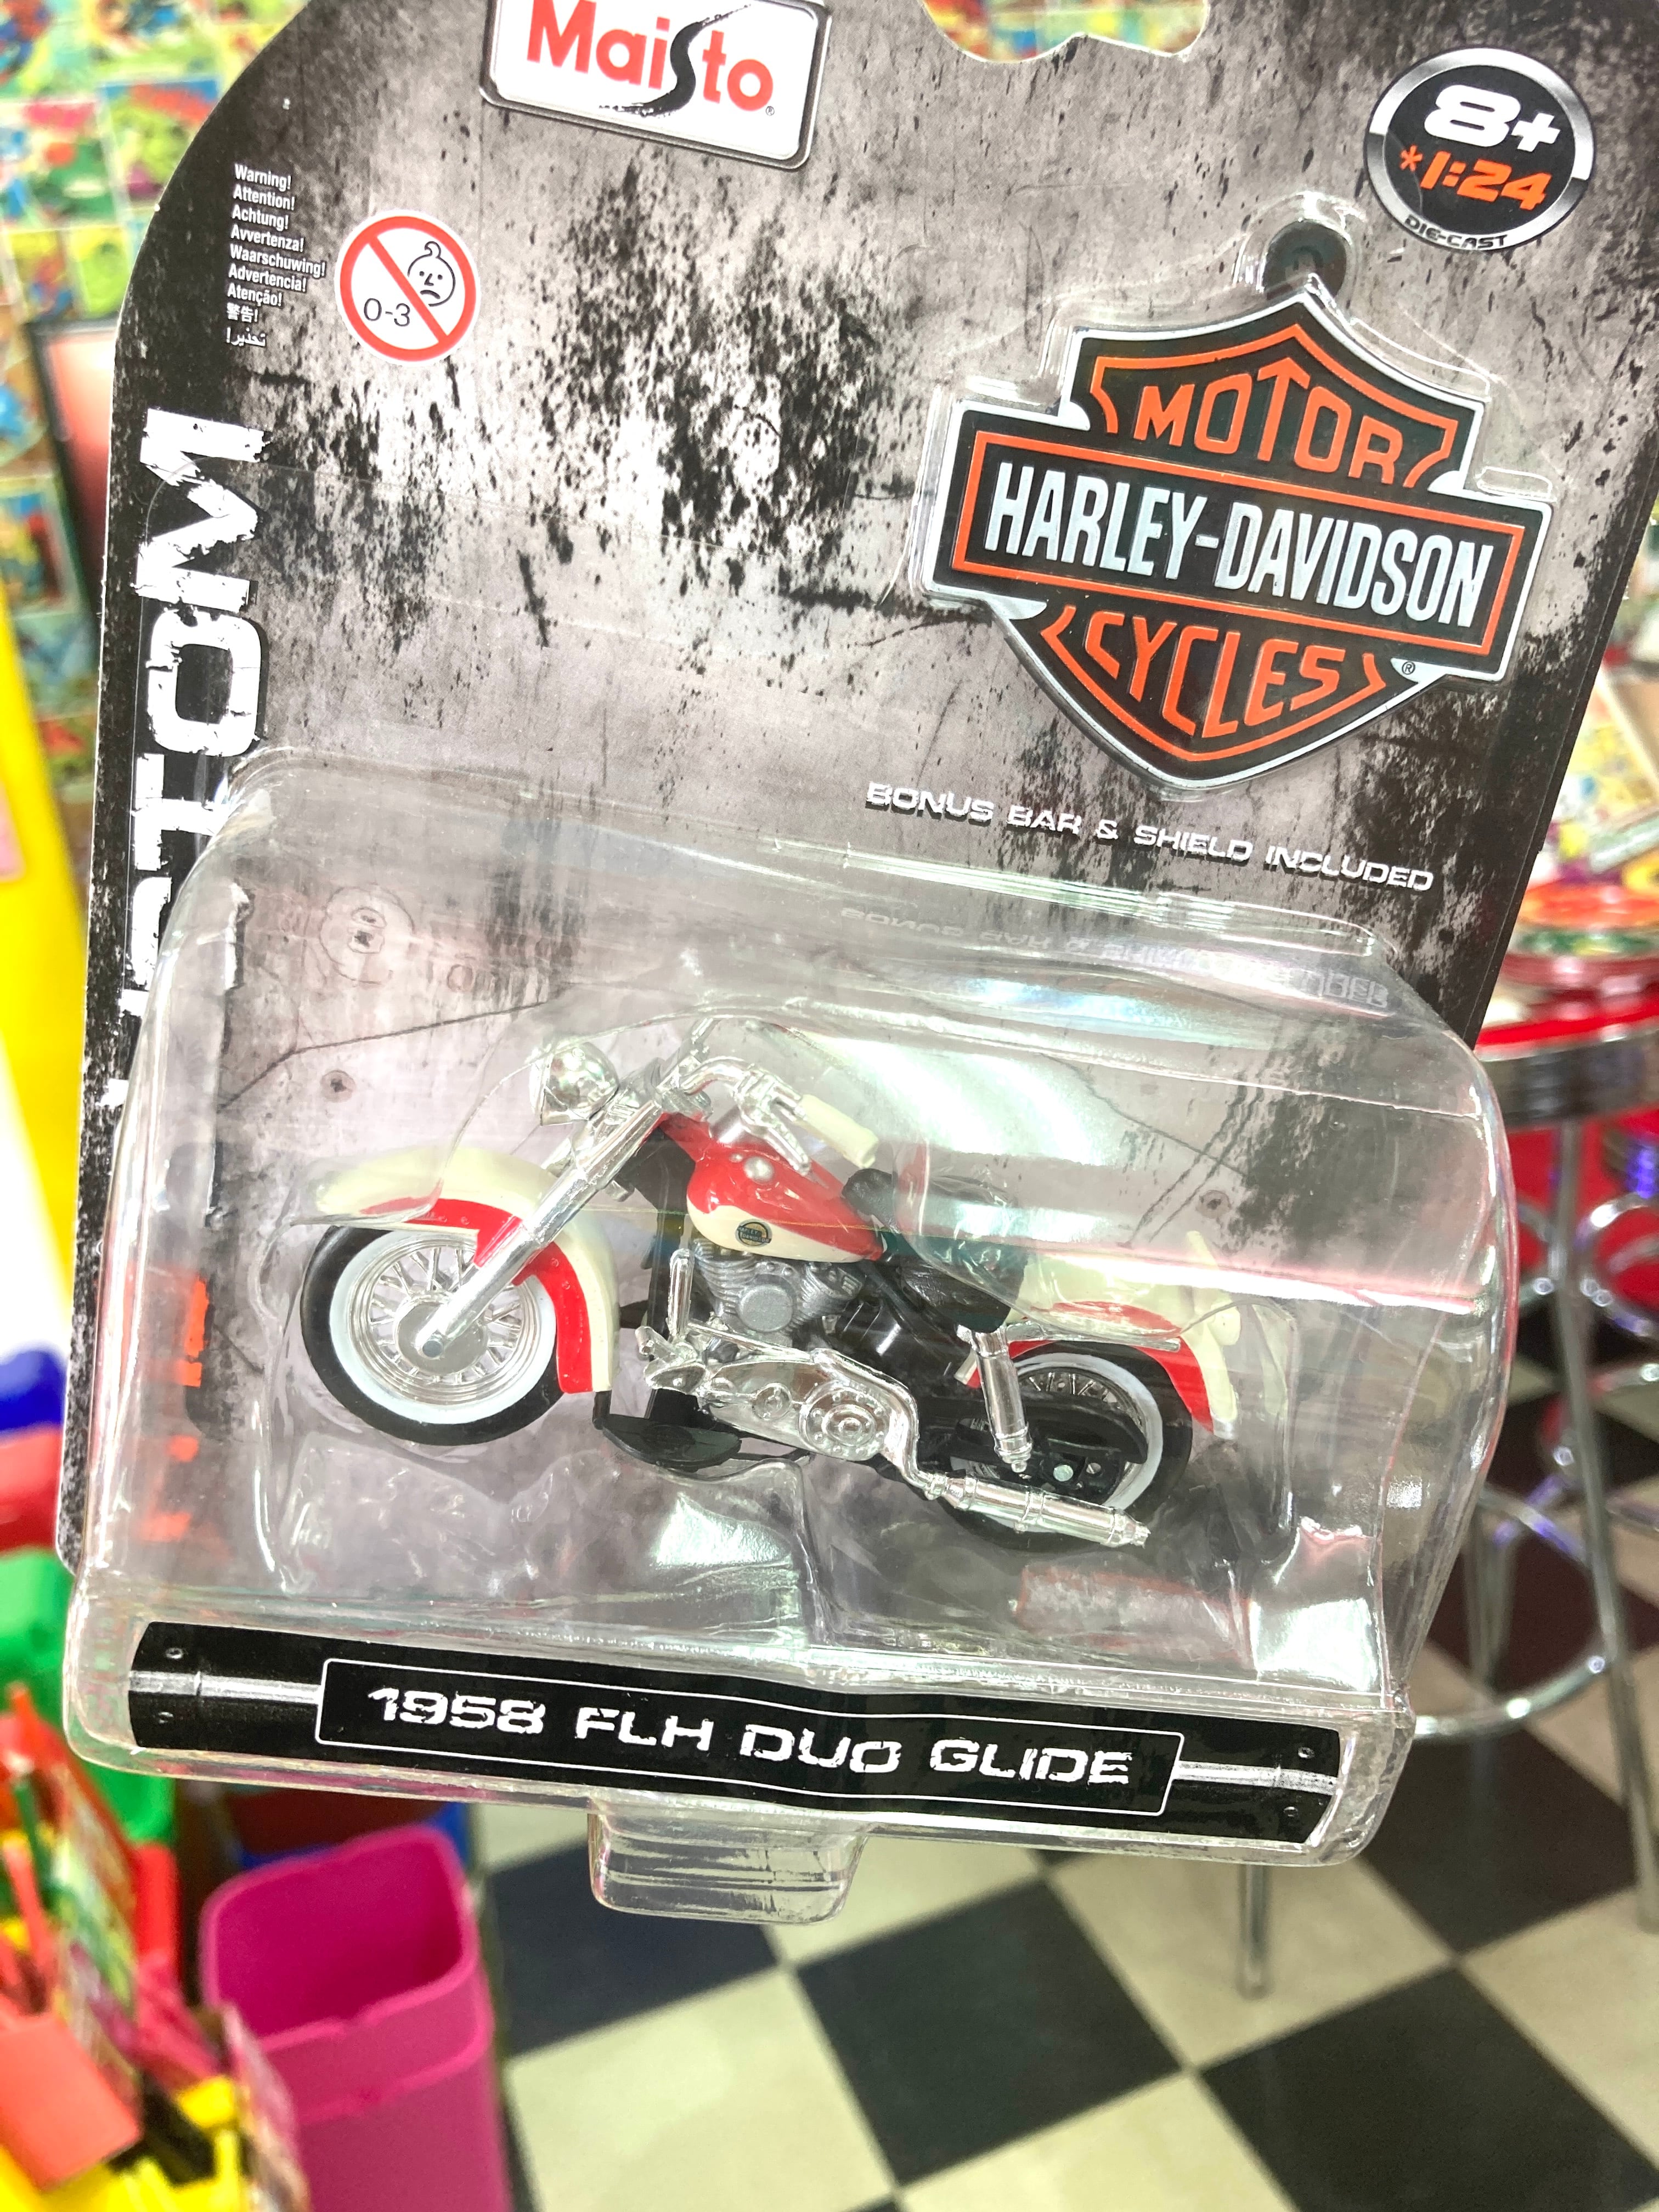 Maisto
8+
*1:24
DIE-CAST
Warning!
Attention!
Achtung!
Avvertenza!
Waarschuwing!
Advertencia!
Atenção!
警告!
تحذير!
0-3
MOTOR
HARLEY-DAVIDSON
CYCLES
®
BONUS BAR & SHIELD INCLUDED
1958 FLH DUO GLIDE